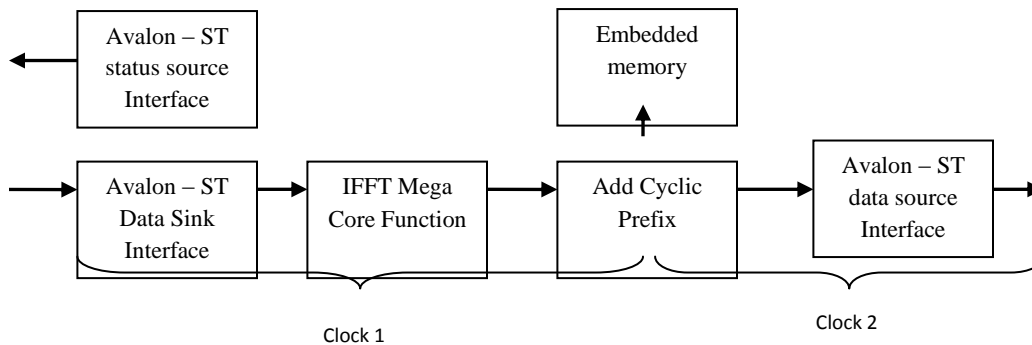 Avalon – ST
status source
Interface
Embedded
memory
Avalon – ST
Data Sink
Interface
IFFT Mega
Core Function
Add Cyclic
Prefix
Avalon – ST
data source
Interface
Clock 1
Clock 2